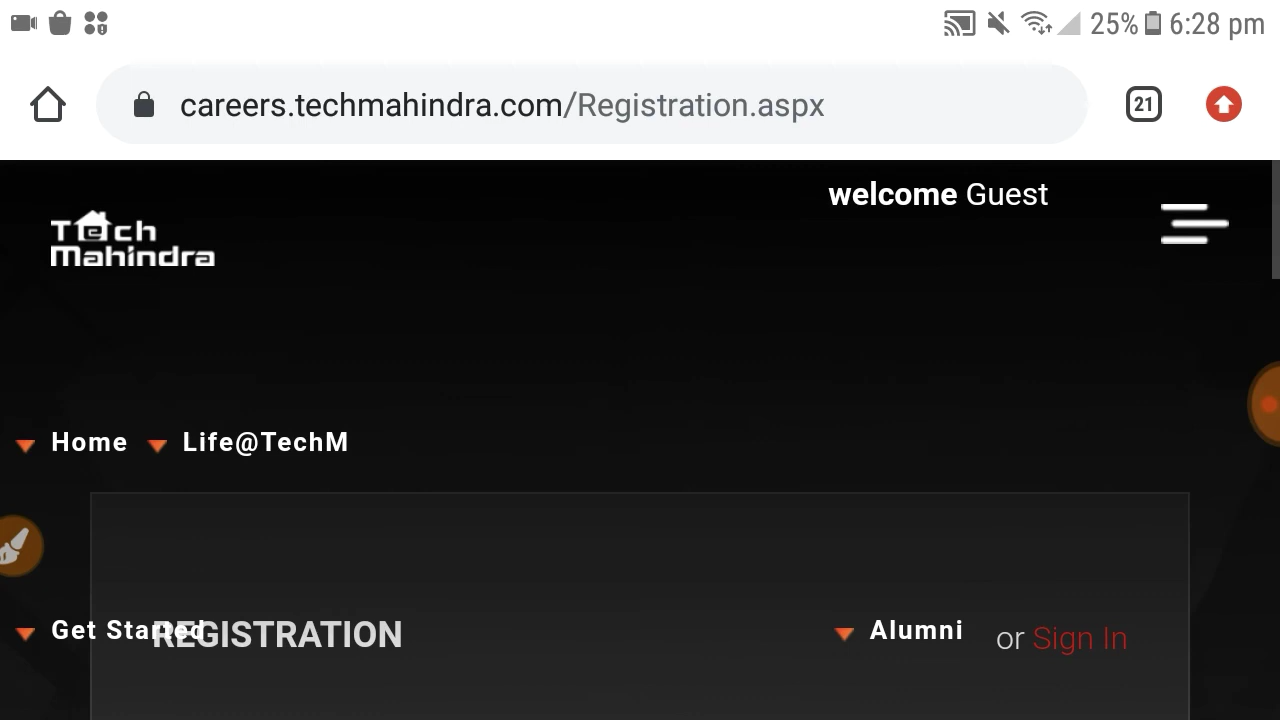 25% 6:28 pm
careers.techmahindra.com/Registration.aspx
21
welcome Guest
Tech
Mahindra
Home Life@TechM
Get Started REGISTRATION Alumni or Sign In